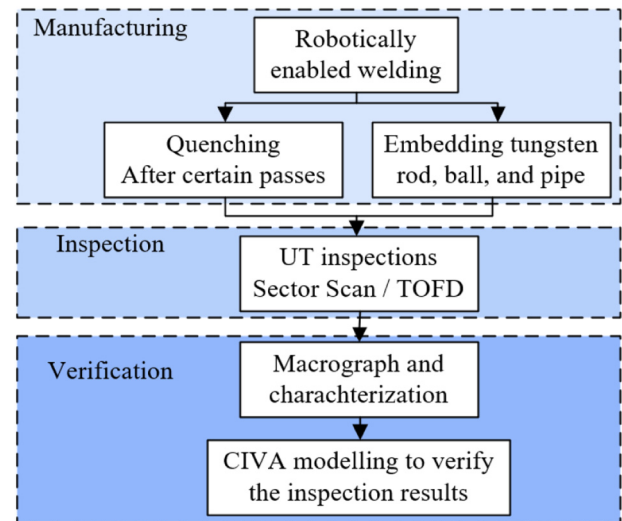 Manufacturing
Robotically
enabled welding
Quenching
After certain passes
Embedding tungsten
rod, ball, and pipe
Inspection
UT inspections
Sector Scan / TOFD
Verification
Macrograph and
charachterization
CIVA modelling to verify
the inspection results